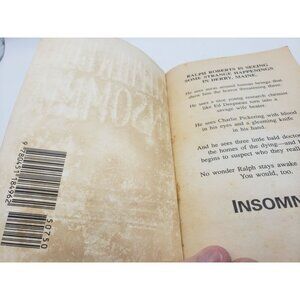 9780451184962
50750
RALPH ROBERTS IS SEEING
SOME STRANGE HAPPENINGS
IN DERRY, MAINE.
He sees auras around
beings that
show him the
threatening them.
He sees a nice young research chemist
like Ed Deepneau turn into a
savage wife beater.
He sees Charlie Pickering with blood
in his eyes and a gleaming knife
in his hand.
And he sees three little bald doctor
the homes of the dying—and
begins to suspect who they reall
No wonder Ralph stays awake
You would, too.
INSOMN